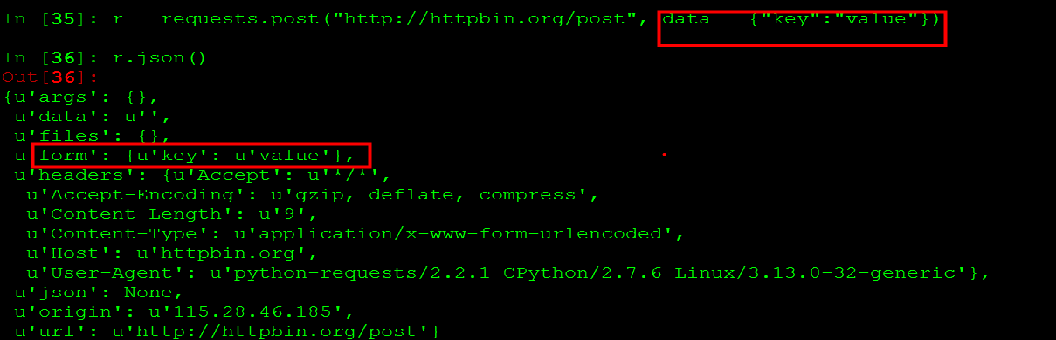 In [35]: r   requests.post("http://httpbin.org/post", data   {"key":"value"})
In [36]: r.json()
Out[36]:
{u'args': {},
u'data': u'',
u'files': {},
u'form': {u'key': u'value'},
u'headers': {u'Accept': u'*/*',
u'Accept-Encoding': u'gzip, deflate, compress',
u'Content Length': u'9',
u'Content-Type': u'application/x-www-form-urlencoded',
u'Host': u'httpbin.org',
u'User-Agent': u'python-requests/2.2.1 CPython/2.7.6 Linux/3.13.0-32-generic'},
u'json': None,
u'origin': u'115.28.46.185',
u'url': u'http://httpbin.org/post'}